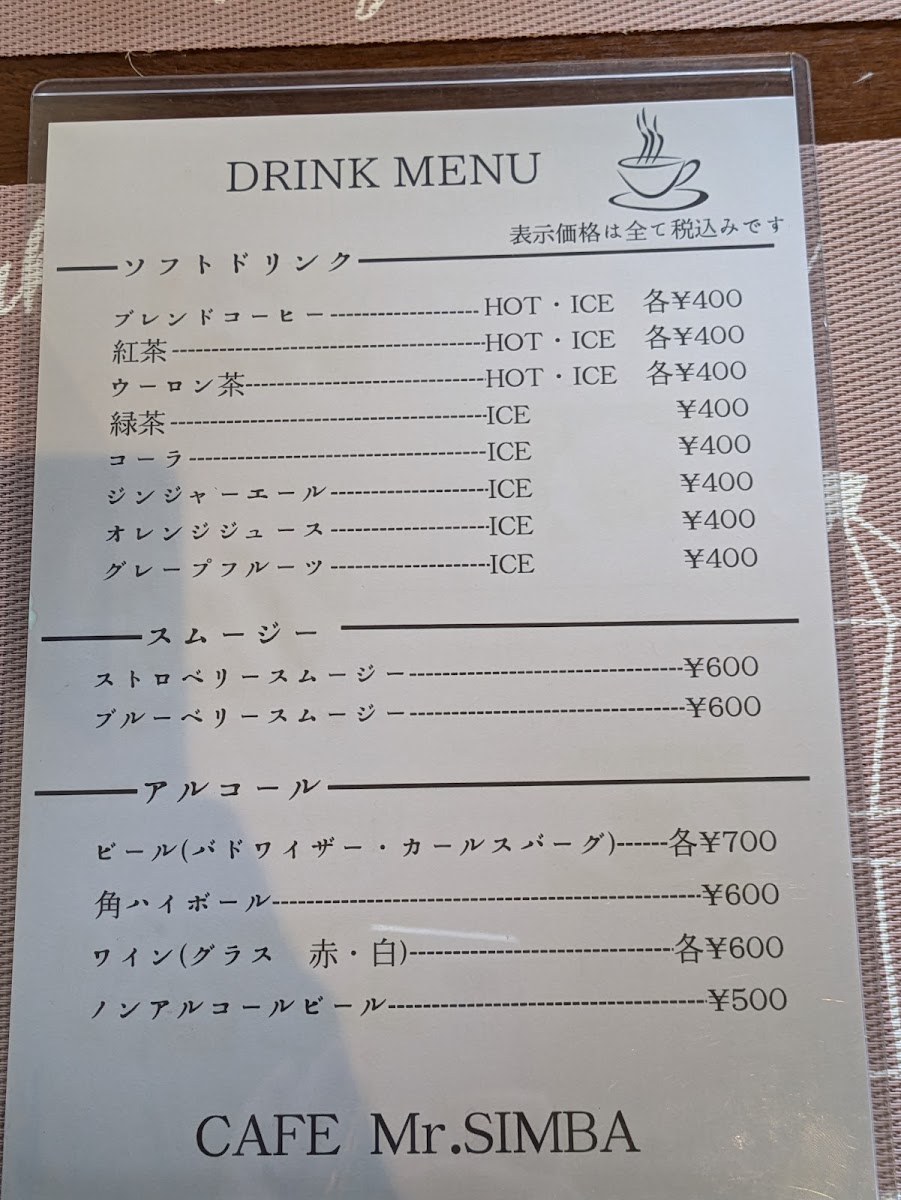 DRINK MENU
表示価格は全て税込みです
ソフトドリンク
ブレンドコーヒー--------------------HOT・ICE 各¥400
紅茶-----------------------------------HOT・ICE 各¥400
ウーロン茶---------------------------HOT・ICE 各¥400
緑茶-----------------------------------ICE ¥400
コーラ---------------------------------ICE ¥400
ジンジャーエール------------------ICE ¥400
オレンジジュース------------------ICE ¥400
グレープフルーツ------------------ICE ¥400
スムージー
ストロベリースムージー-------------------------------¥600
ブルーベリースムージー-------------------------------¥600
アルコール
ビール(バドワイザー・カールスバーグ)------各¥700
角ハイボール------------------------------------------------¥600
ワイン(グラス 赤・白)------------------------------各¥600
ノンアルコールビール------------------------------------¥500
CAFE Mr.SIMBA